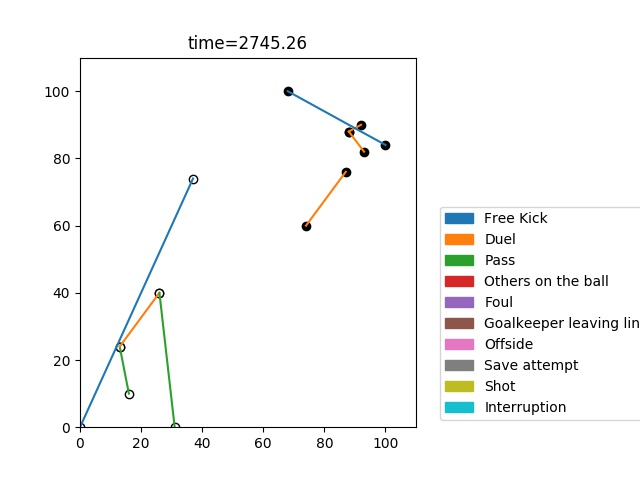 time=2745.26
100
80
60
40
20
0
0 20 40 60 80 100
Free Kick
Duel
Pass
Others on the ball
Foul
Goalkeeper leaving lin
Offside
Save attempt
Shot
Interruption